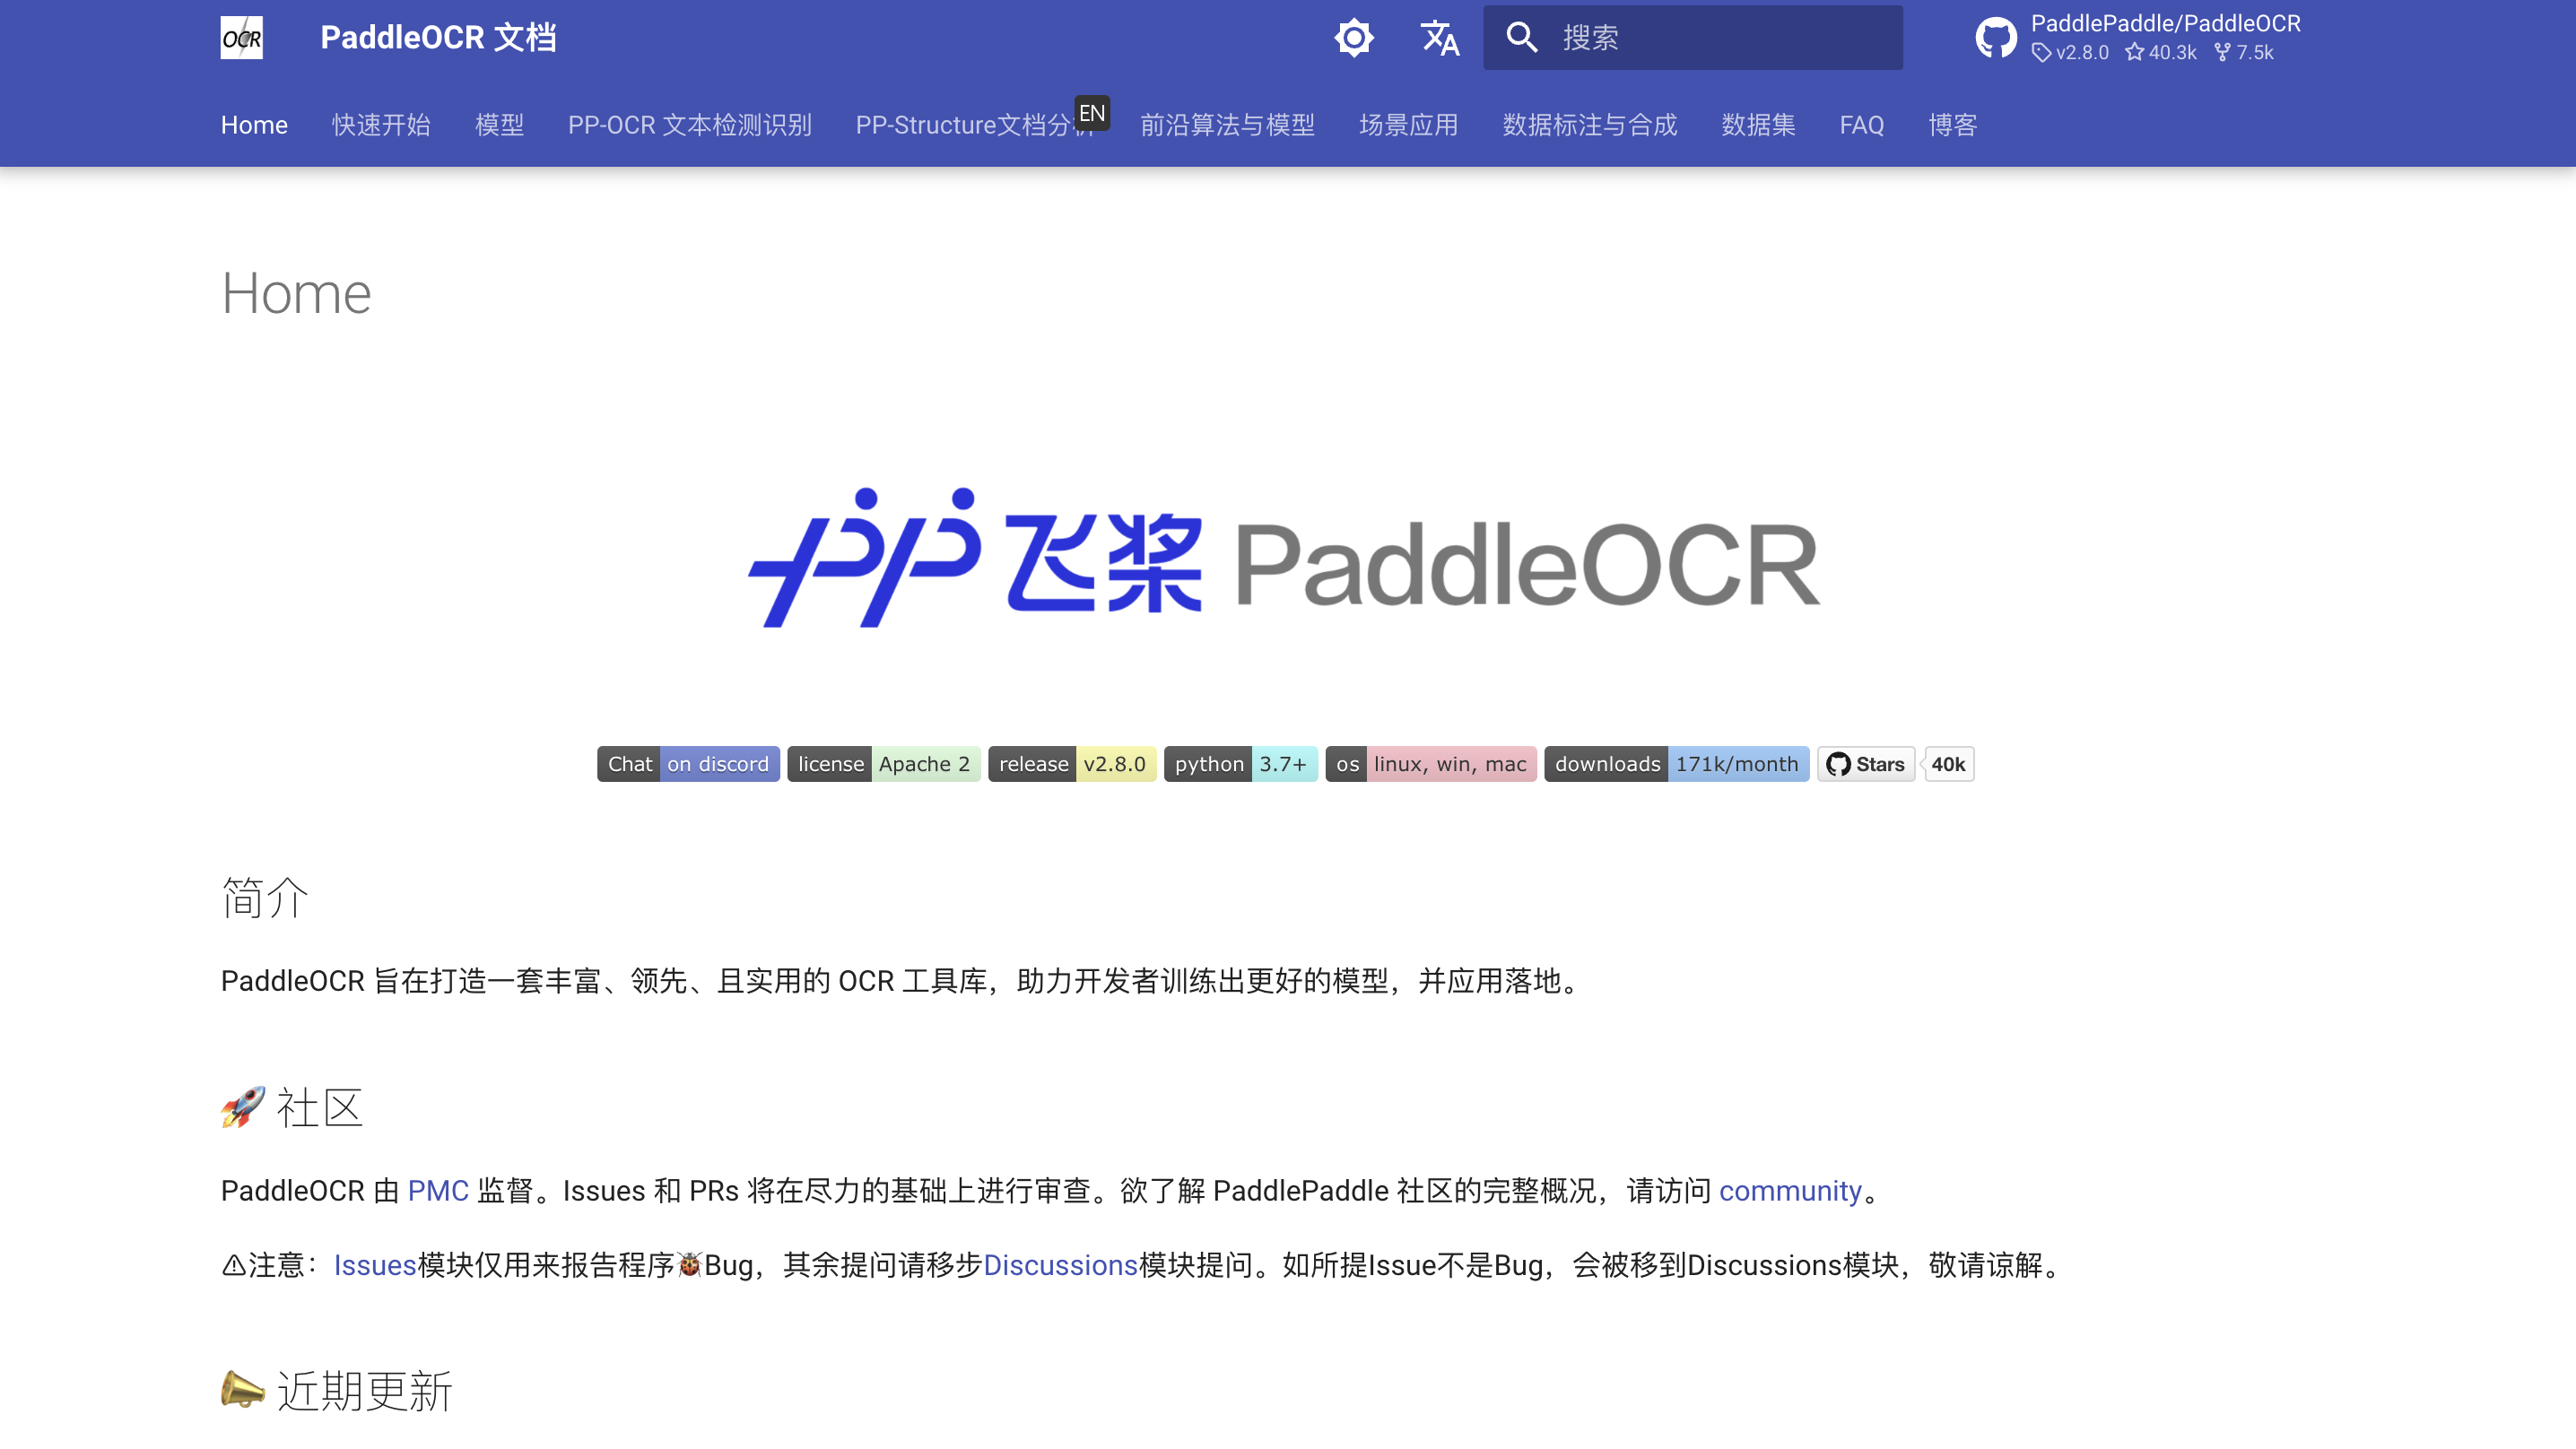 OCR
PaddleOCR 文档
搜索
PaddlePaddle/PaddleOCR
v2.8.0 40.3k 7.5k
Home 快速开始 模型 PP-OCR 文本检测识别 PP-Structure文档分 EN 前沿算法与模型 场景应用 数据标注与合成 数据集 FAQ 博客
Home
飞桨 PaddleOCR
Chat on discord license Apache 2 release v2.8.0 python 3.7+ os linux, win, mac downloads 171k/month Stars 40k
简介
PaddleOCR 旨在打造一套丰富、领先、且实用的 OCR 工具库，助力开发者训练出更好的模型，并应用落地。
🚀 社区
PaddleOCR 由 PMC 监督。Issues 和 PRs 将在尽力的基础上进行审查。欲了解 PaddlePaddle 社区的完整概况，请访问 community。
⚠️注意：Issues模块仅用来报告程序🐞Bug，其余提问请移步Discussions模块提问。如所提Issue不是Bug，会被移到Discussions模块，敬请谅解。
📣 近期更新